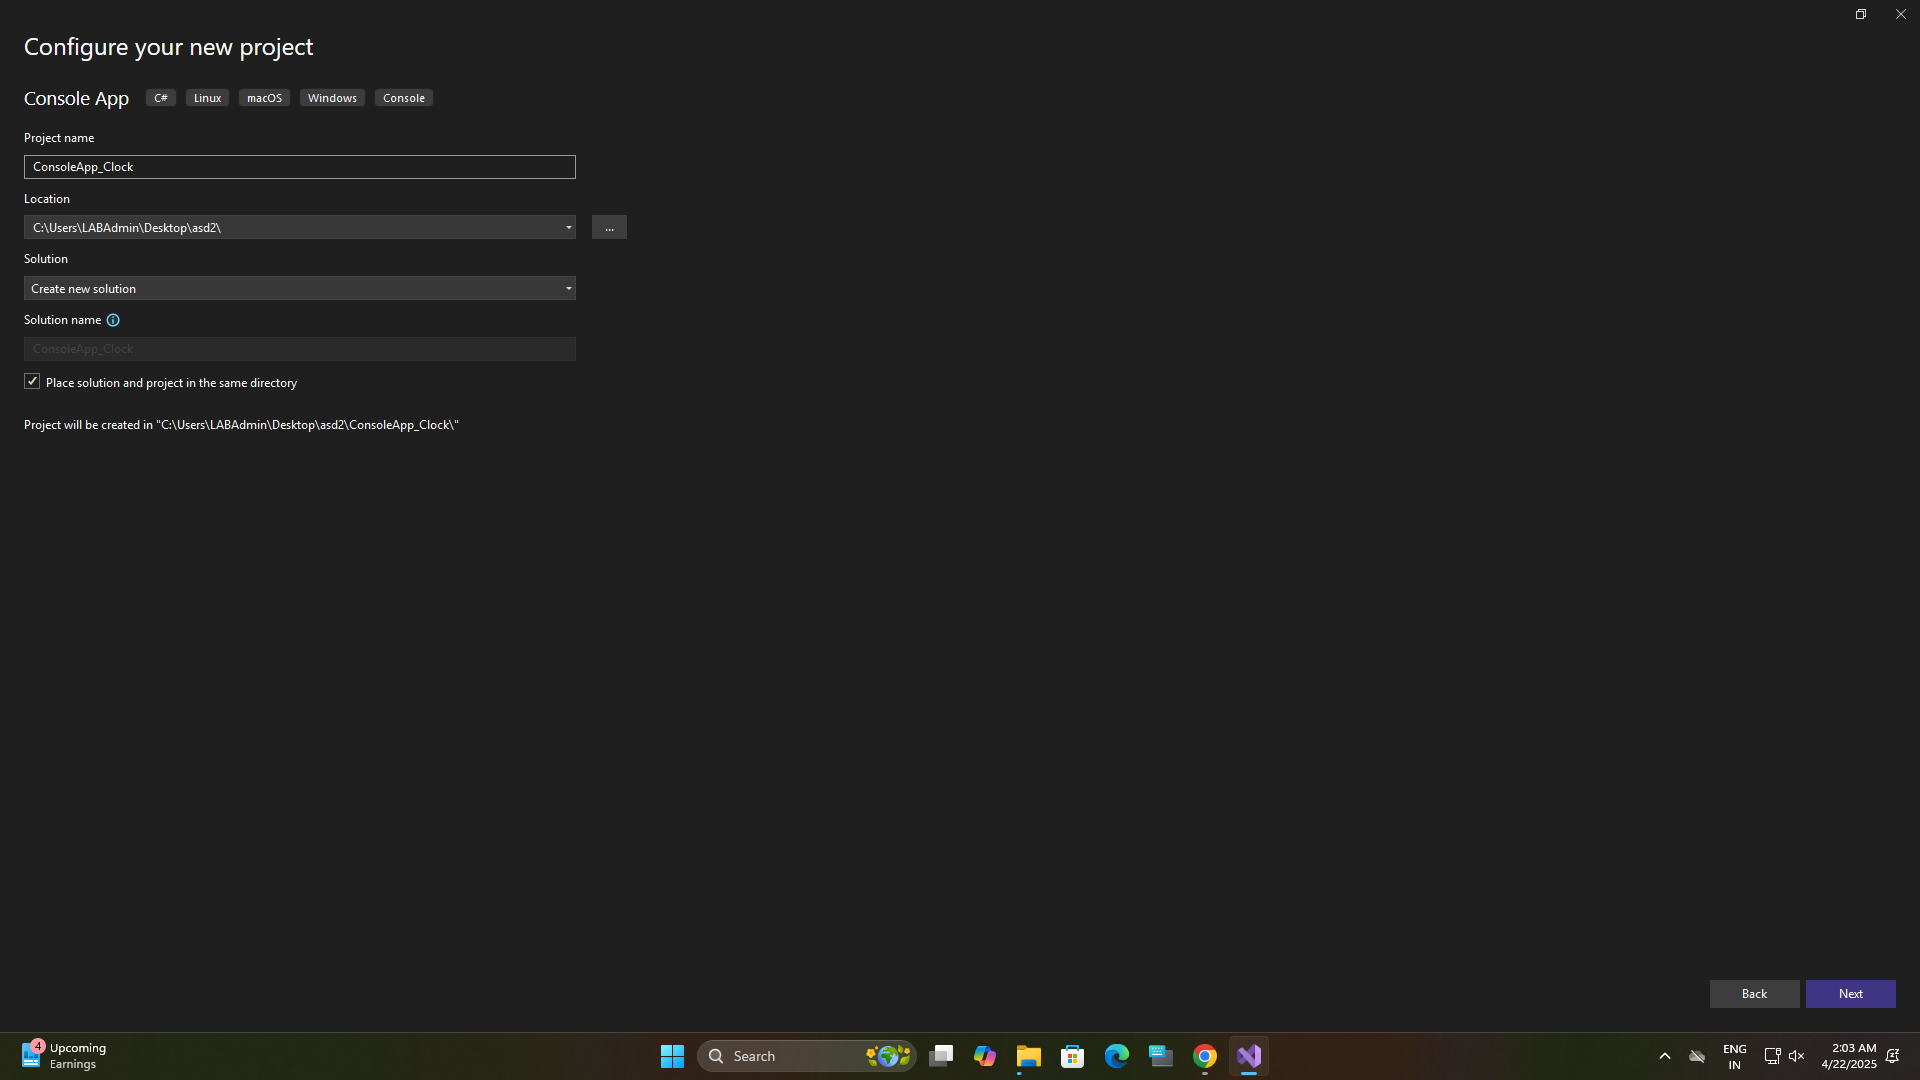 Configure your new project
Console App C# Linux macOS Windows Console
Project name
ConsoleApp_Clock
Location
C:\Users\LABAdmin\Desktop\asd2\
...
Solution
Create new solution
Solution name
ConsoleApp_Clock
Place solution and project in the same directory
Project will be created in "C:\Users\LABAdmin\Desktop\asd2\ConsoleApp_Clock\"
Back Next
4
Upcoming
Earnings
Search
ENG
IN
2:03 AM
4/22/2025